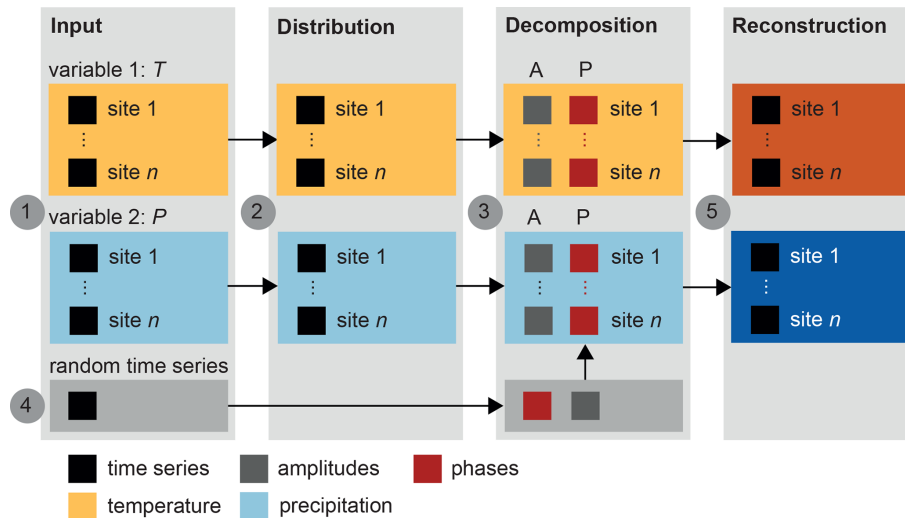 Input
Distribution
Decomposition
Reconstruction
variable 1: T
A P
site 1
⋮
site n
site 1
⋮
site n
site 1
⋮ ⋮
site n
site 1
⋮
site n
1
2
3
5
variable 2: P
A P
site 1
⋮
site n
site 1
⋮
site n
site 1
⋮ ⋮
site n
site 1
⋮
site n
random time series
4
time series
amplitudes
phases
temperature
precipitation